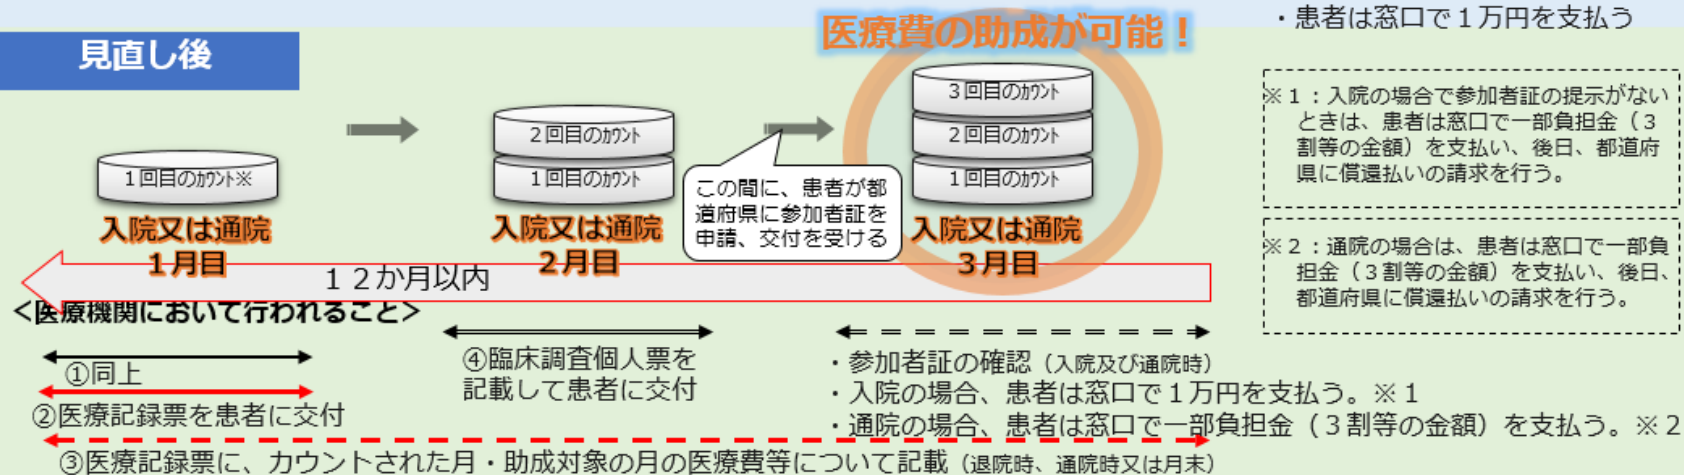 ・患者は窓口で１万円を支払う
医療費の助成が可能！
見直し後
１回目のｶｳﾝﾄ※
入院又は通院
１月目
２回目のｶｳﾝﾄ
１回目のｶｳﾝﾄ
入院又は通院
２月目
この間に、患者が都
道府県に参加者証を
申請、交付を受ける
３回目のｶｳﾝﾄ
２回目のｶｳﾝﾄ
１回目のｶｳﾝﾄ
入院又は通院
３月目
１２か月以内
※１：入院の場合で参加者証の提示がない
ときは、患者は窓口で一部負担金（３
割等の金額）を支払い、後日、都道府
県に償還払いの請求を行う。
※２：通院の場合は、患者は窓口で一部負
担金（３割等の金額）を支払い、後日、
都道府県に償還払いの請求を行う。
＜医療機関において行われること＞
①同上
②医療記録票を患者に交付
④臨床調査個人票を
記載して患者に交付
・参加者証の確認（入院及び通院時）
・入院の場合、患者は窓口で１万円を支払う。※１
・通院の場合、患者は窓口で一部負担金（３割等の金額）を支払う。※２
③医療記録票に、カウントされた月・助成対象の月の医療費等について記載（退院時、通院時又は月末）